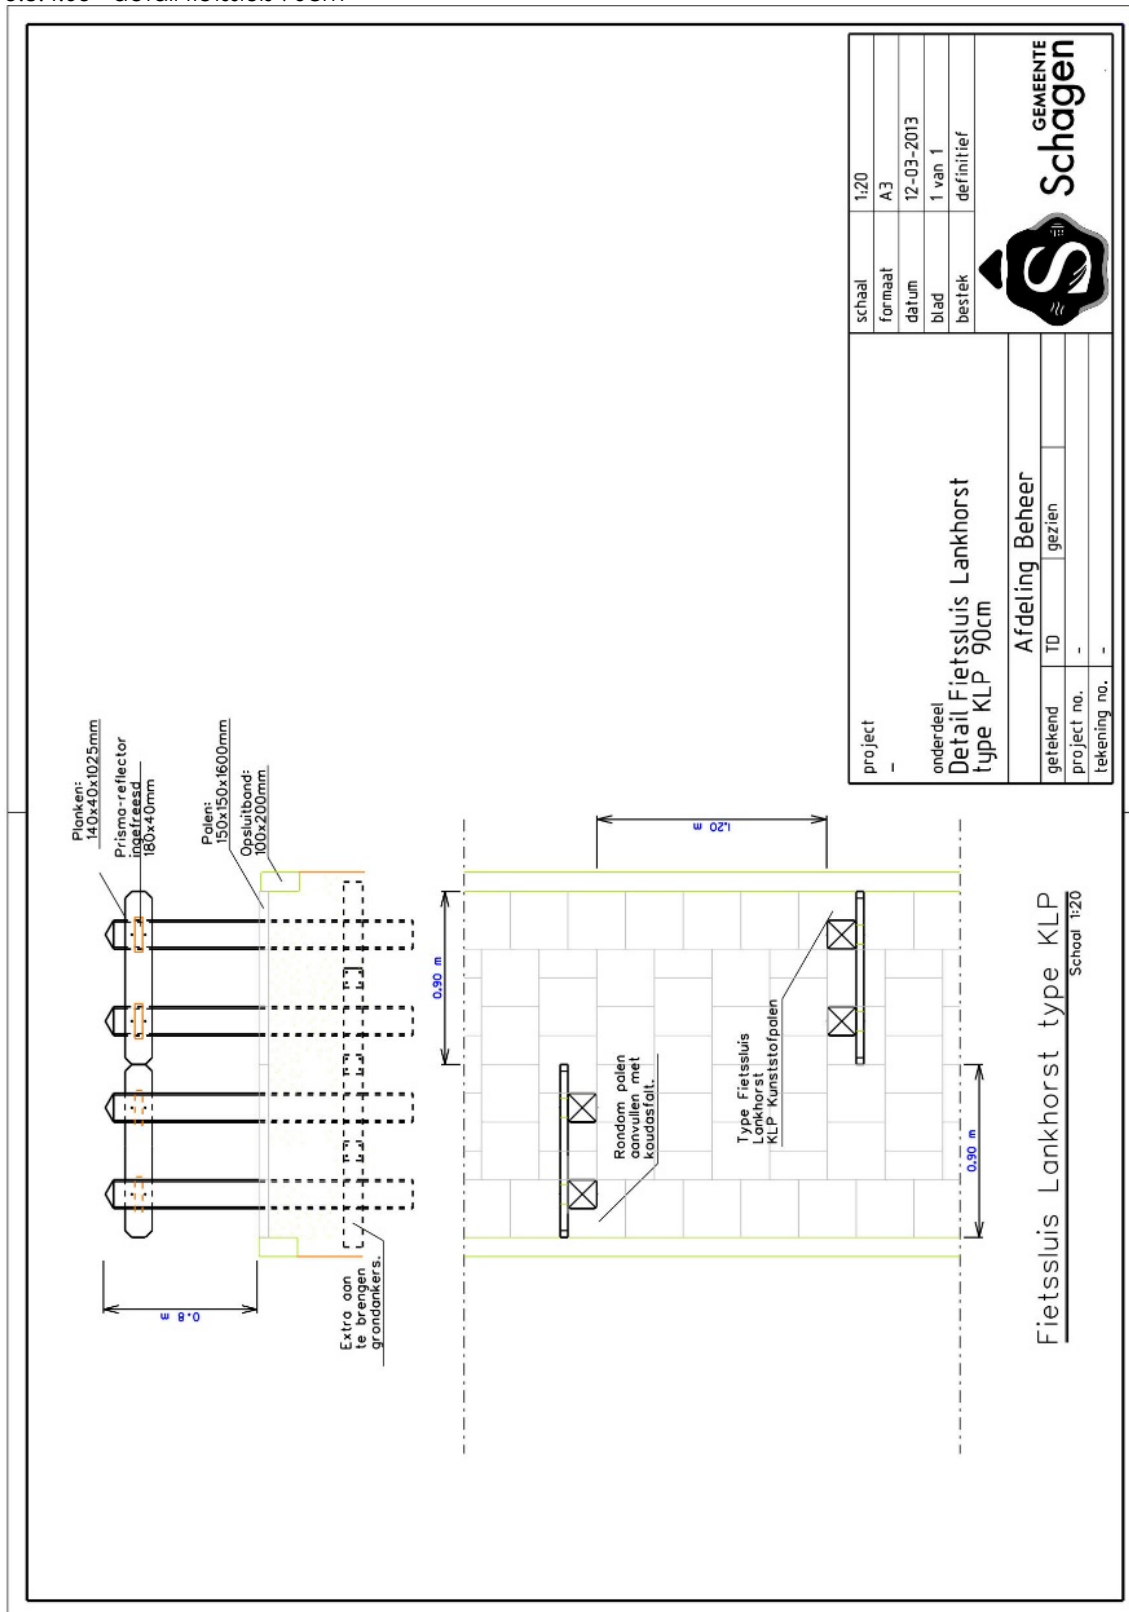 Planken:
140x40x1025mm
Prisma-reflector
ingefreesd
180x40mm
Palen:
150x150x1600mm
Opsluitband:
100x200mm
0.8 m
Extra aan
te brengen
grondankers.
0.90 m
1.20 m
Rondom palen
aanvullen met
koudasfalt.
Type Fietssluis
Lankhorst
KLP Kunststofpalen
0.90 m
Fietssluis Lankhorst type KLP
Schaal 1:20
project
-
onderdeel
Detail Fietssluis Lankhorst
type KLP 90cm
Afdeling Beheer
getekend TD gezien
project no. -
tekening no. -
schaal 1:20
formaat A3
datum 12-03-2013
blad 1 van 1
bestek definitief
S
GEMEENTE
Schagen